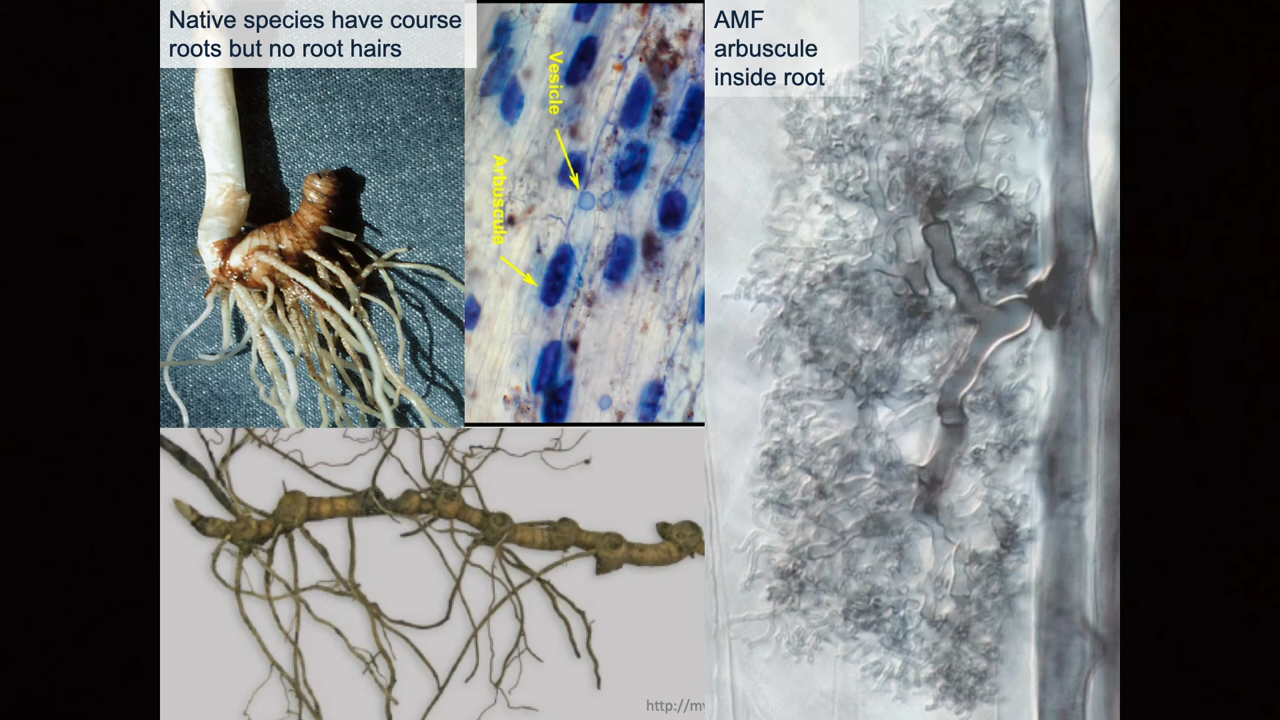 Native species have course
roots but no root hairs
Vesicle
Arbuscule
AMF
arbuscule
inside root
http://m